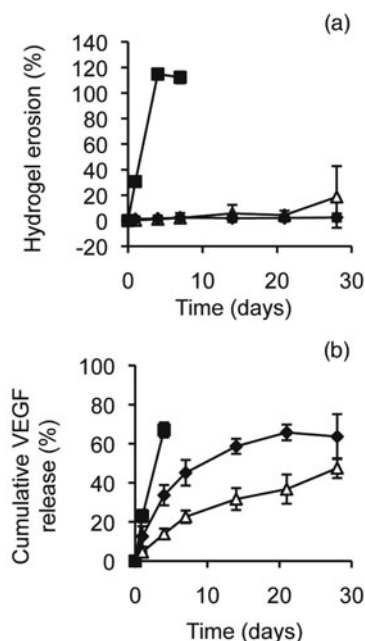 (a)
Hydrogel erosion (%)
140
120
100
80
60
40
20
0
-20
0 10 20 30
Time (days)
(b)
Cumulative VEGF
release (%)
100
80
60
40
20
0
0 10 20 30
Time (days)